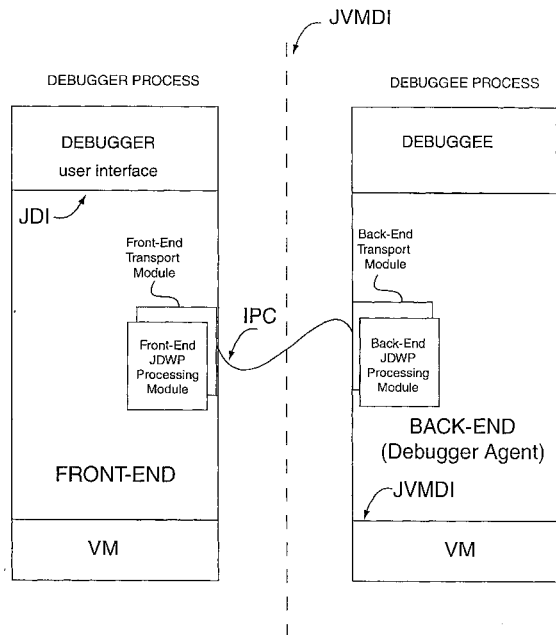 JVMDI
DEBUGGER PROCESS
DEBUGGEE PROCESS
DEBUGGER
user interface
DEBUGGEE
JDI
Front-End
Transport
Module
Back-End
Transport
Module
IPC
Front-End
JDWP
Processing
Module
Back-End
JDWP
Processing
Module
BACK-END
(Debugger Agent)
FRONT-END
JVMDI
VM
VM